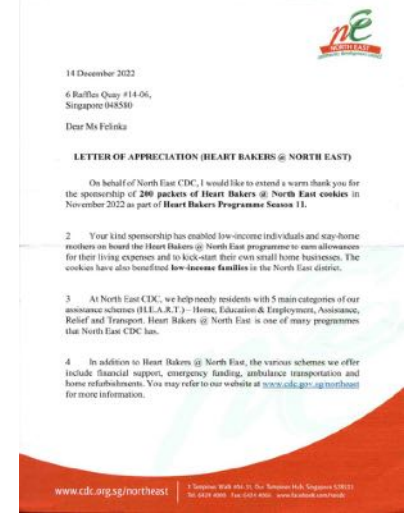 ne
NORTH EAST
14 December 2022
6 Raffles Quay #14-06,
Singapore 048580
Dear Ms Felinka
LETTER OF APPRECIATION (HEART BAKERS @ NORTH EAST)
On behalf of North East CDC, I would like to extend a warm thank you for
the sponsorship of 200 packets of Heart Bakers @ North East cookies in
November 2022 as part of Heart Bakers Programme Season 11.
2 Your kind sponsorship has enabled low-income individuals and stay-home
mothers on board the Heart Bakers @ North East programme to earn allowances
for their living expenses and to kick-start their own small home businesses. The
cookies have also benefited low-income families in the North East district.
3 At North East CDC, we help needy residents with 5 main categories of our
assistance schemes (H.E.A.R.T.) – Home, Education & Employment, Assistance,
Relief and Transport. Heart Bakers @ North East is one of many programmes
that North East CDC has.
4 In addition to Heart Bakers @ North East, the various schemes we offer
include financial support, emergency funding, ambulance transportation and
home refurbishments. You may refer to our website at www.cdc.gov.sg/northeast
for more information.
www.cdc.org.sg/northeast
Tampines Hub, Singapore